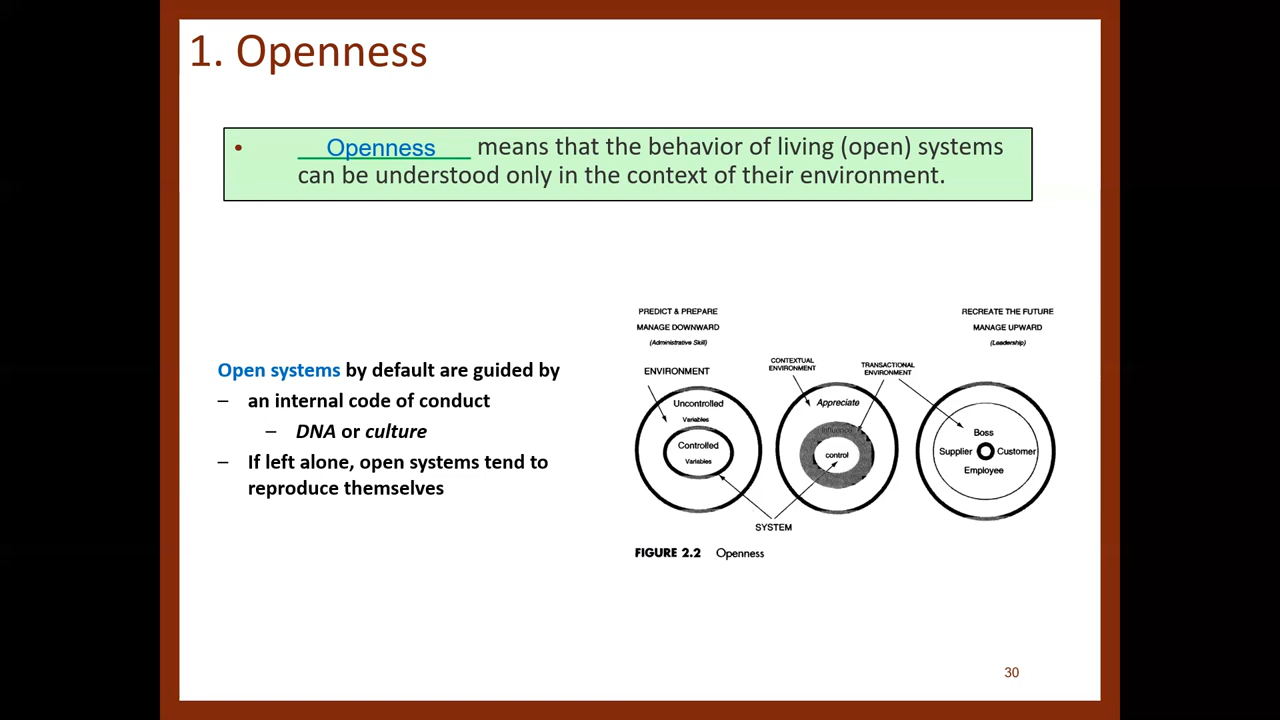 1. Openness
• Openness means that the behavior of living (open) systems
can be understood only in the context of their environment.
Open systems by default are guided by
– an internal code of conduct
– DNA or culture
– If left alone, open systems tend to
reproduce themselves
PREDICT & PREPARE
MANAGE DOWNWARD
(Administrative Skill)
ENVIRONMENT
Uncontrolled
Variables
Controlled
Variables
CONTEXTUAL
ENVIRONMENT
Appreciate
Influence
control
SYSTEM
RECREATE THE FUTURE
MANAGE UPWARD
(Leadership)
TRANSACTIONAL
ENVIRONMENT
Boss
Supplier Customer
Employee
FIGURE 2.2 Openness
30